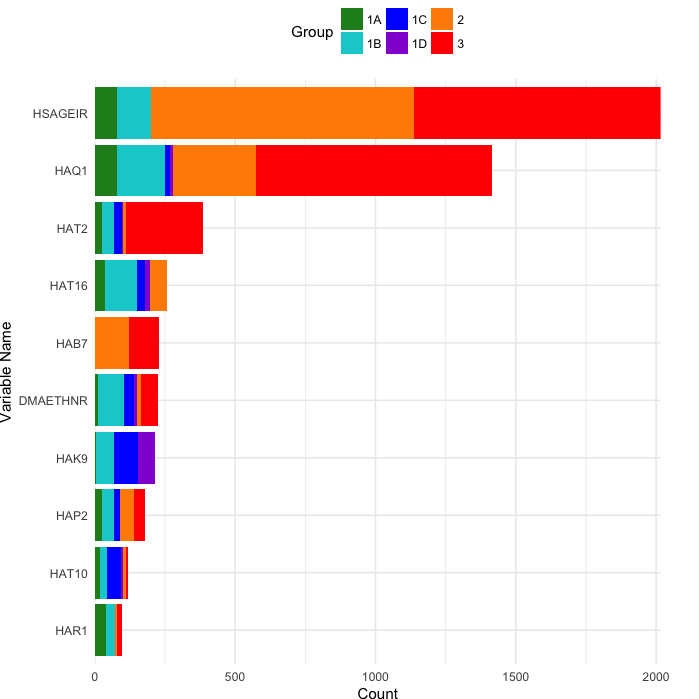 Group
1A 1C 2
1B 1D 3
HSAGEIR
HAQ1
HAT2
HAT16
HAB7
DMAETHNR
HAK9
HAP2
HAT10
HAR1
Variable Name
0 500 1000 1500 2000
Count